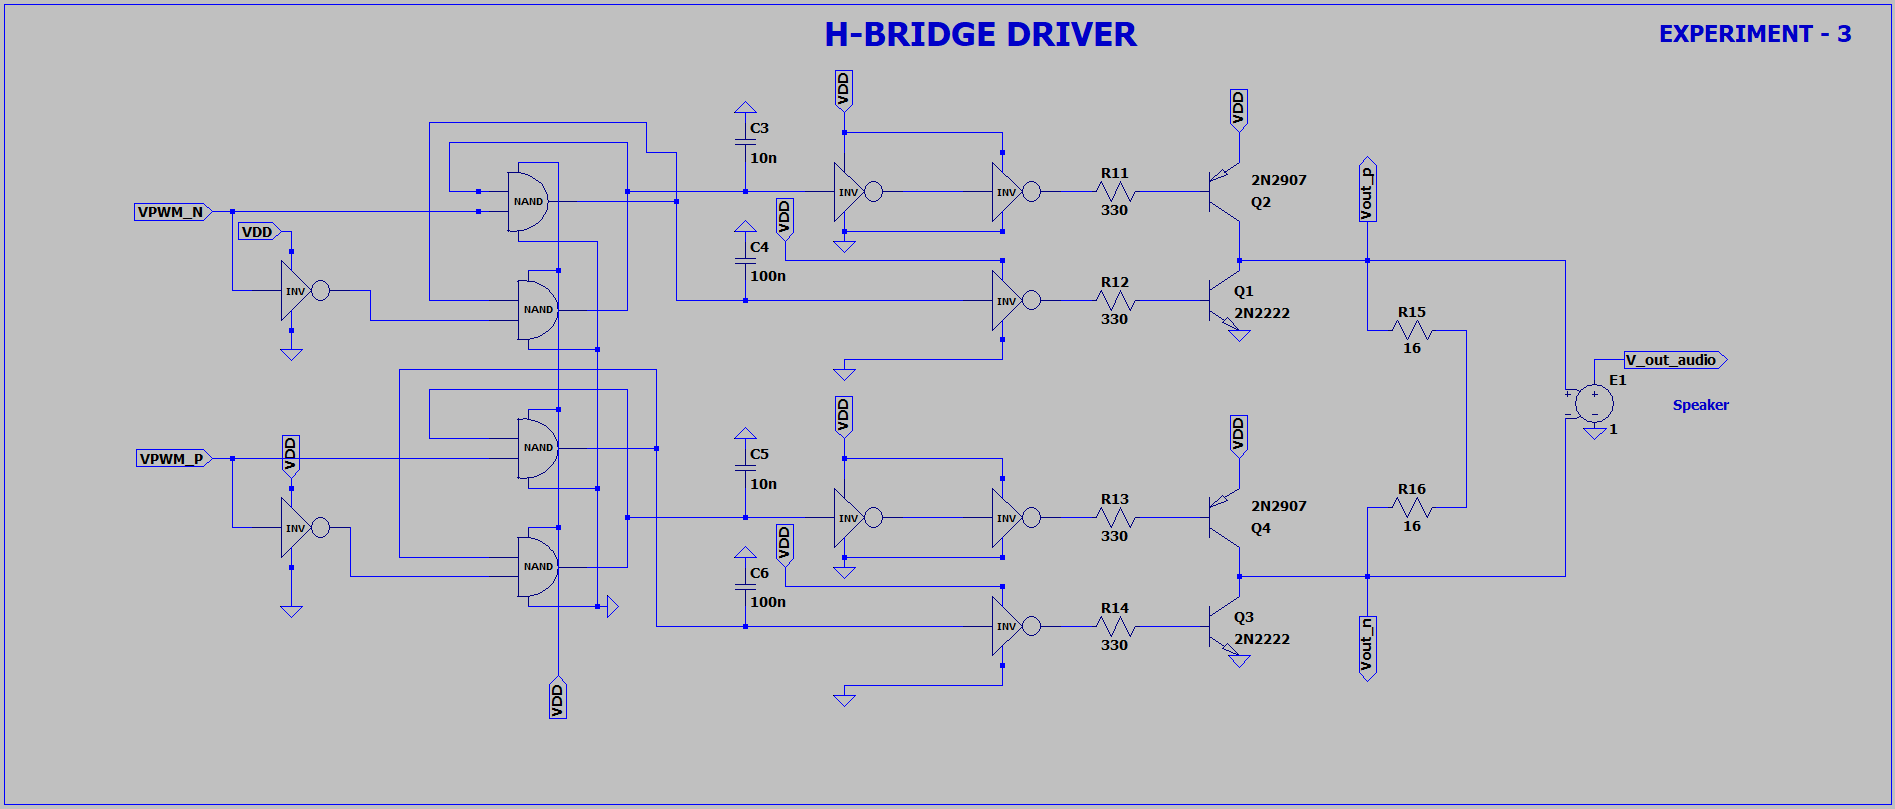 H-BRIDGE DRIVER
EXPERIMENT - 3
VDD
VDD
C3
10n
INV
INV
R11
330
2N2907
Q2
Vout_p
NAND
VPWM_N
VDD
VDD
C4
100n
INV
NAND
INV
R12
330
Q1
2N2222
R15
16
V_out_audio
E1
Speaker
1
VDD
VDD
VDD
VPWM_P
NAND
C5
10n
INV
INV
R13
330
2N2907
Q4
R16
16
INV
VDD
NAND
C6
100n
INV
R14
330
Q3
2N2222
Vout_n
VDD